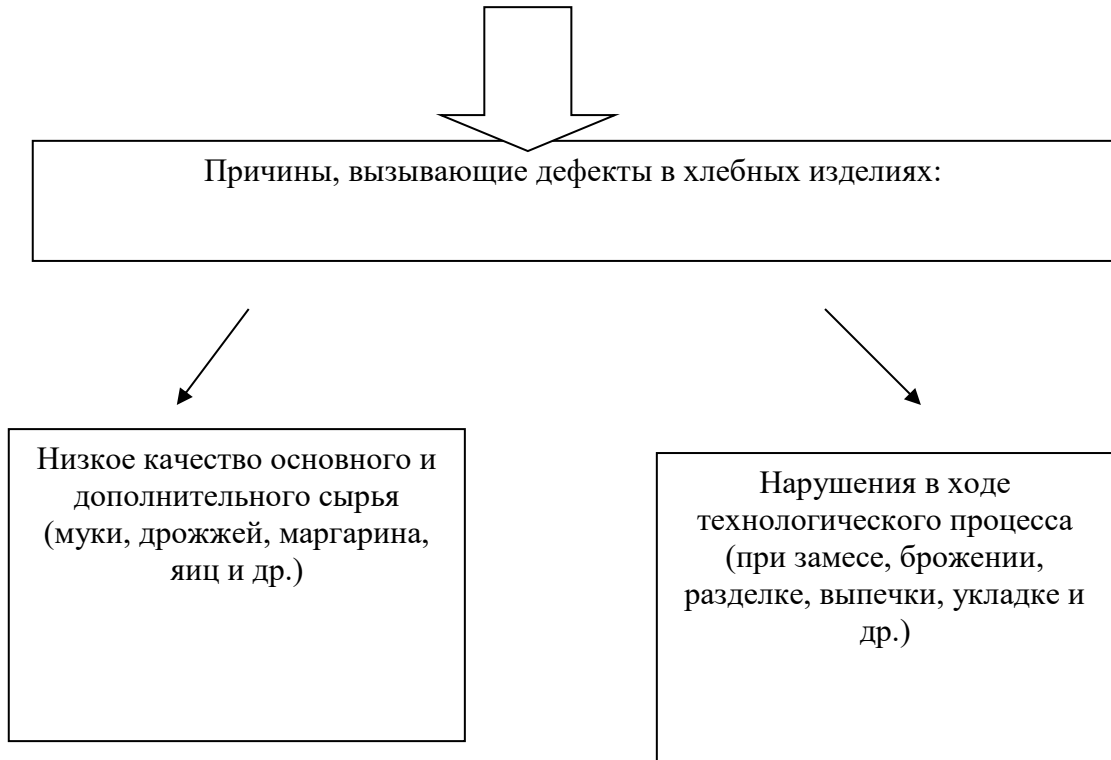 Причины, вызывающие дефекты в хлебных изделиях:
Низкое качество основного и
дополнительного сырья
(муки, дрожжей, маргарина,
яиц и др.)
Нарушения в ходе
технологического процесса
(при замесе, брожении,
разделке, выпечки, укладке и
др.)